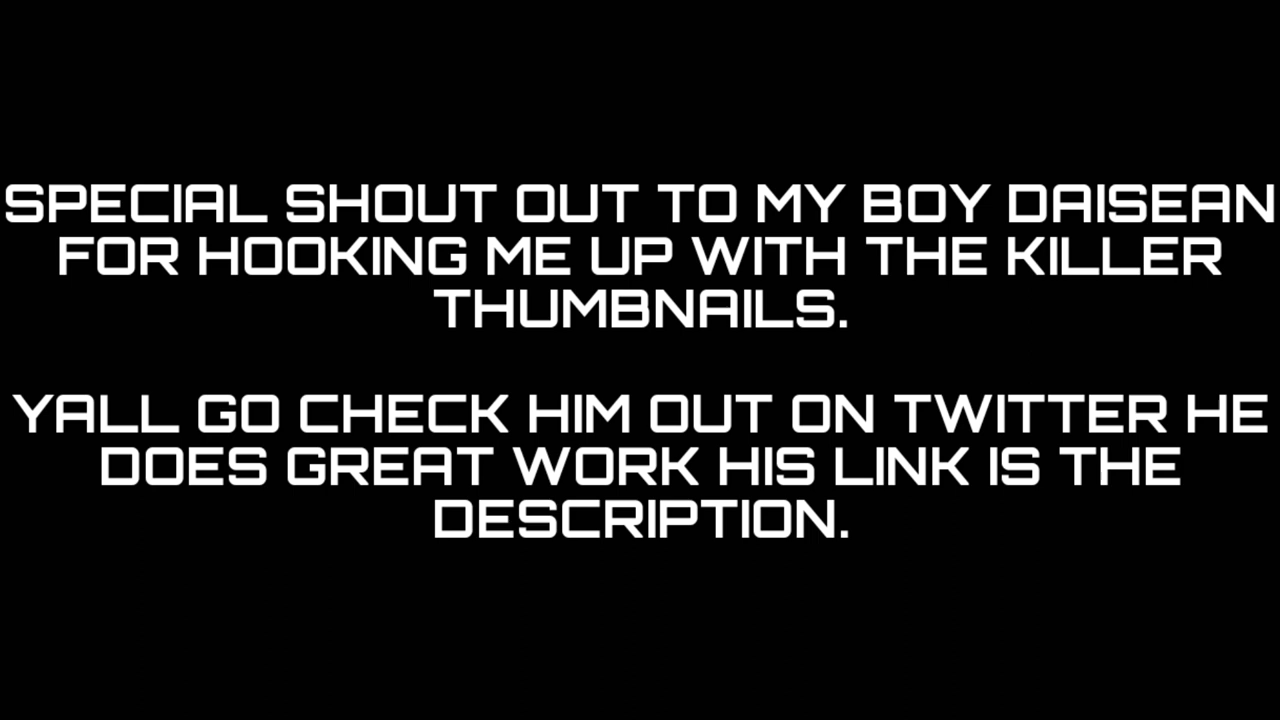 SPECIAL SHOUT OUT TO MY BOY DAISEAN
FOR HOOKING ME UP WITH THE KILLER
THUMBNAILS.
YALL GO CHECK HIM OUT ON TWITTER HE
DOES GREAT WORK HIS LINK IS THE
DESCRIPTION.